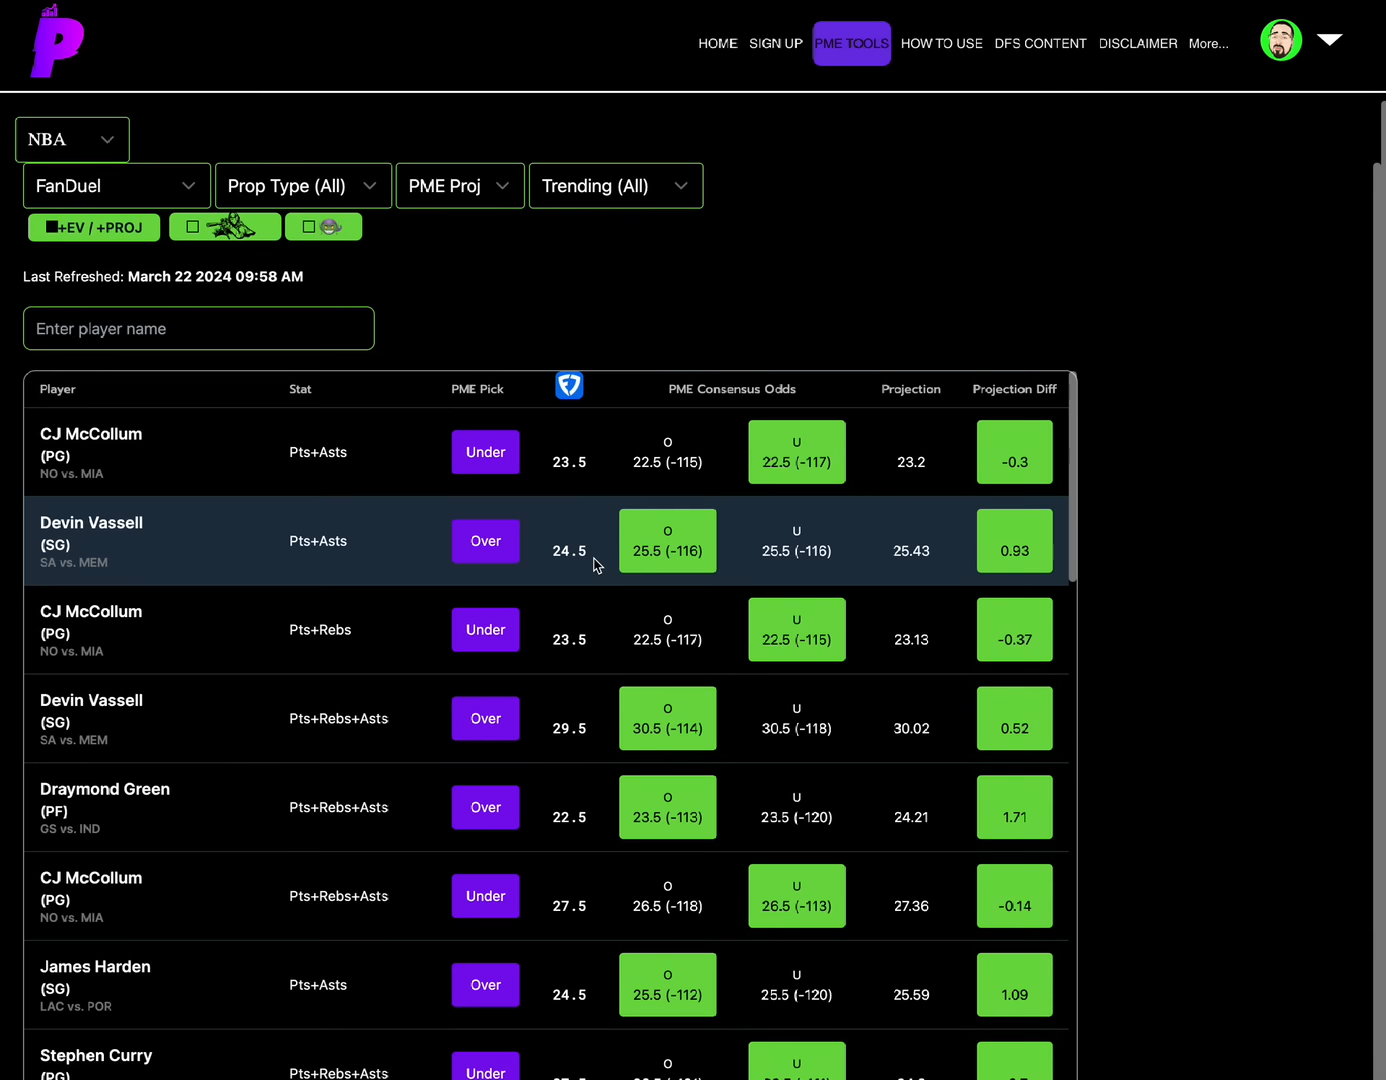 P
HOME SIGN UP PME TOOLS HOW TO USE DFS CONTENT DISCLAIMER More...
NBA
FanDuel Prop Type (All) PME Proj Trending (All)
+EV / +PROJ
Last Refreshed: March 22 2024 09:58 AM
Enter player name
Player Stat PME Pick PME Consensus Odds Projection Projection Diff
CJ McCollum
(PG)
NO vs. MIA
Pts+Asts
Under
23.5
O
22.5 (-115)
U
22.5 (-117)
23.2
-0.3
Devin Vassell
(SG)
SA vs. MEM
Pts+Asts
Over
24.5
O
25.5 (-116)
U
25.5 (-116)
25.43
0.93
CJ McCollum
(PG)
NO vs. MIA
Pts+Rebs
Under
23.5
O
22.5 (-117)
U
22.5 (-115)
23.13
-0.37
Devin Vassell
(SG)
SA vs. MEM
Pts+Rebs+Asts
Over
29.5
O
30.5 (-114)
U
30.5 (-118)
30.02
0.52
Draymond Green
(PF)
GS vs. IND
Pts+Rebs+Asts
Over
22.5
O
23.5 (-113)
U
23.5 (-120)
24.21
1.71
CJ McCollum
(PG)
NO vs. MIA
Pts+Rebs+Asts
Under
27.5
O
26.5 (-118)
U
26.5 (-113)
27.36
-0.14
James Harden
(SG)
LAC vs. POR
Pts+Asts
Over
24.5
O
25.5 (-112)
U
25.5 (-120)
25.59
1.09
Stephen Curry
(PG)
Pts+Rebs+Asts
Under
O
U